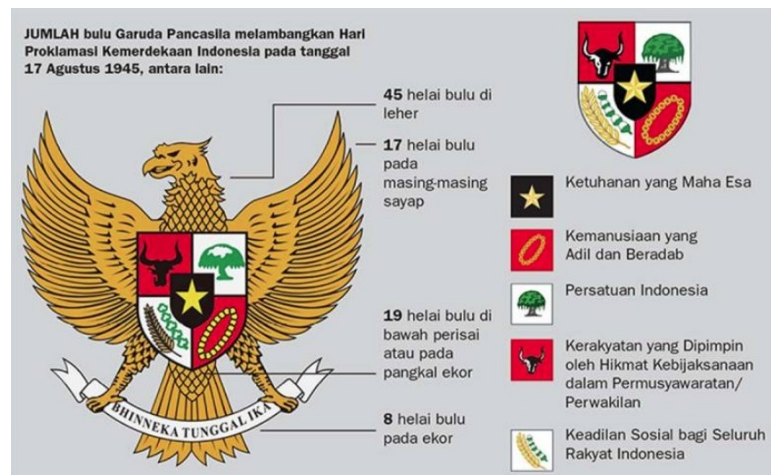 JUMLAH bulu Garuda Pancasila melambangkan Hari
Proklamasi Kemerdekaan Indonesia pada tanggal
17 Agustus 1945, antara lain:
45 helai bulu di
leher
17 helai bulu
pada
masing-masing
sayap
19 helai bulu di
bawah perisai
atau pada
pangkal ekor
8 helai bulu
pada ekor
BHINNEKA TUNGGAL IKA
Ketuhanan yang Maha Esa
Kemanusiaan yang
Adil dan Beradab
Persatuan Indonesia
Kerakyatan yang Dipimpin
oleh Hikmat Kebijaksanaan
dalam Permusyawaratan/
Perwakilan
Keadilan Sosial bagi Seluruh
Rakyat Indonesia